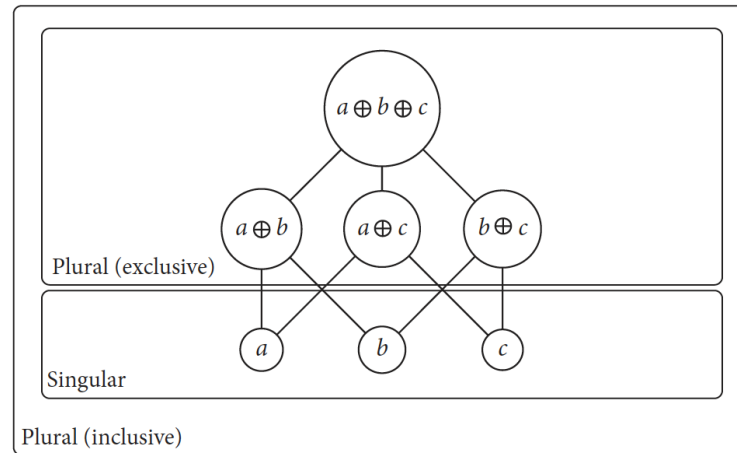 a ⊕ b ⊕ c
a ⊕ b
a ⊕ c
b ⊕ c
Plural (exclusive)
a
b
c
Singular
Plural (inclusive)